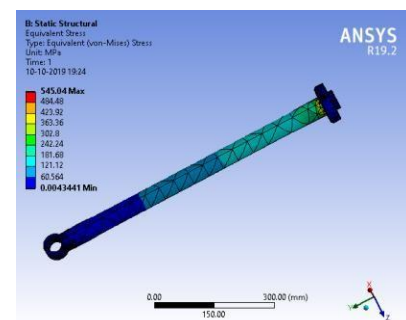 B: Static Structural
Equivalent Stress
Type: Equivalent (von-Mises) Stress
Unit: MPa
Time: 1
10-10-2019 19:24
ANSYS
R19.2
545.04 Max
484.48
423.92
363.36
302.8
242.24
181.68
121.12
60.564
0.0043441 Min
0.00
300.00 (mm)
150.00
X
Y
Z